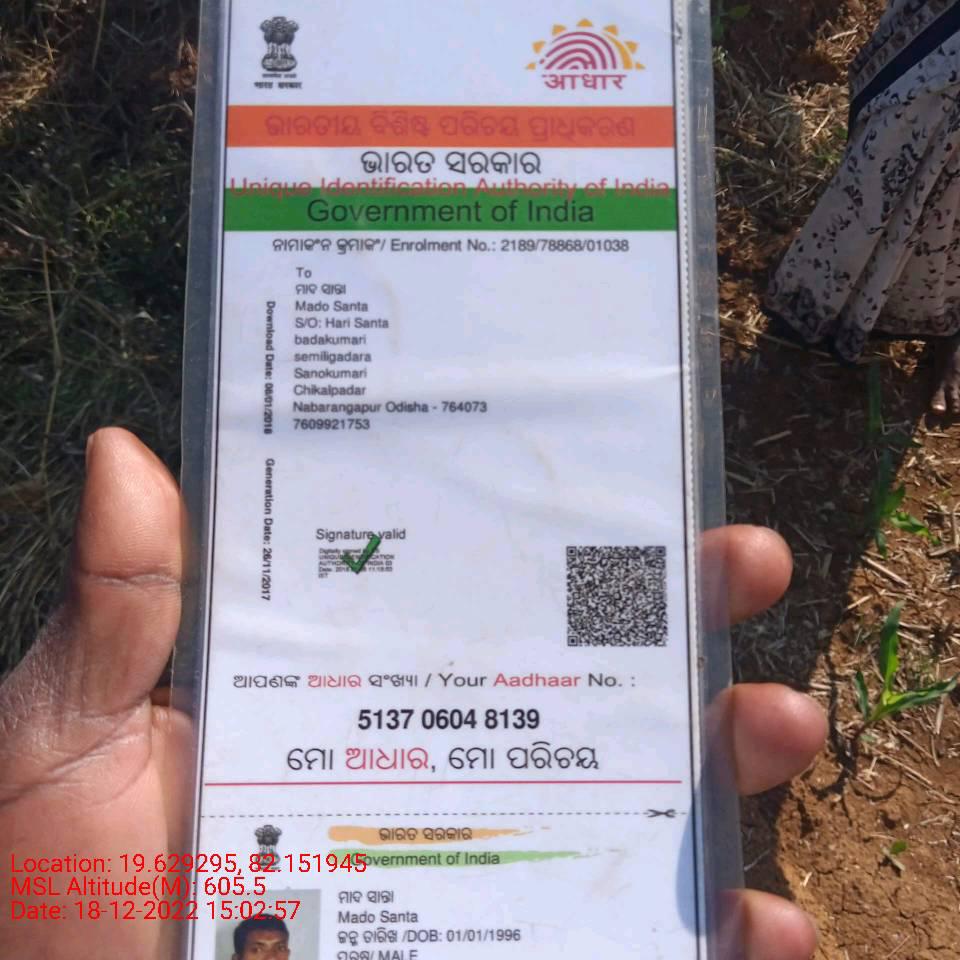 भारत सरकार
आधार
ଭାରତୀୟ ବିଶିଷ୍ଟ ପରିଚୟ ପ୍ରାଧିକରଣ
ଭାରତ ସରକାର
Unique Identification Authority of India
Government of India
ନାମାକଂନ କ୍ରମାକଂ/ Enrolment No.: 2189/78868/01038
To
ମାଦ ସାନ୍ତା
Mado Santa
S/O: Hari Santa
badakumari
semiligadara
Sanokumari
Chikalpadar
Nabarangapur Odisha - 764073
7609921753
Download Date: 08/01/2018
Generation Date: 26/11/2017
Signature valid
ଆପଣଙ୍କ ଆଧାର ସଂଖ୍ୟା / Your Aadhaar No. :
5137 0604 8139
ମୋ ଆଧାର, ମୋ ପରିଚୟ
ଭାରତ ସରକାର
Government of India
ମାଦ ସାନ୍ତା
Mado Santa
ଜନ୍ମ ତାରିଖ /DOB: 01/01/1996
ପୁରୁଷ/ MALE
Location: 19.629295, 82.151945
MSL Altitude(M): 605.5
Date: 18-12-2022 15:02:57